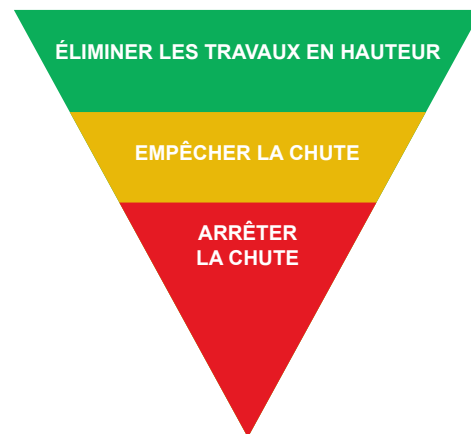 ÉLIMINER LES TRAVAUX EN HAUTEUR
EMPÊCHER LA CHUTE
ARRÊTER
LA CHUTE